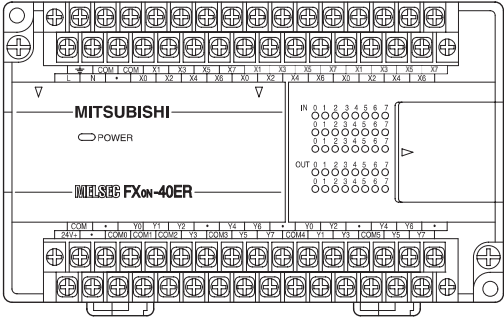 COM COM X1 X3 X5 X7 X1 X3 X5 X7 X1 X3 X5 X7
L N • X0 X2 X4 X6 X0 X2 X4 X6 X0 X2 X4 X6
MITSUBISHI
POWER
MELSEC FX0N-40ER
IN 0 1 2 3 4 5 6 7
0 1 2 3 4 5 6 7
0 1 2 3 4 5 6 7
OUT 0 1 2 3 4 5 6 7
0 1 2 3 4 5 6 7
COM • Y0 Y1 Y2 • Y4 Y6 • Y0 Y2 • Y4 Y6 •
24V+ • COM0 COM1 COM2 Y3 COM3 Y5 Y7 COM4 Y1 Y3 COM5 Y5 Y7